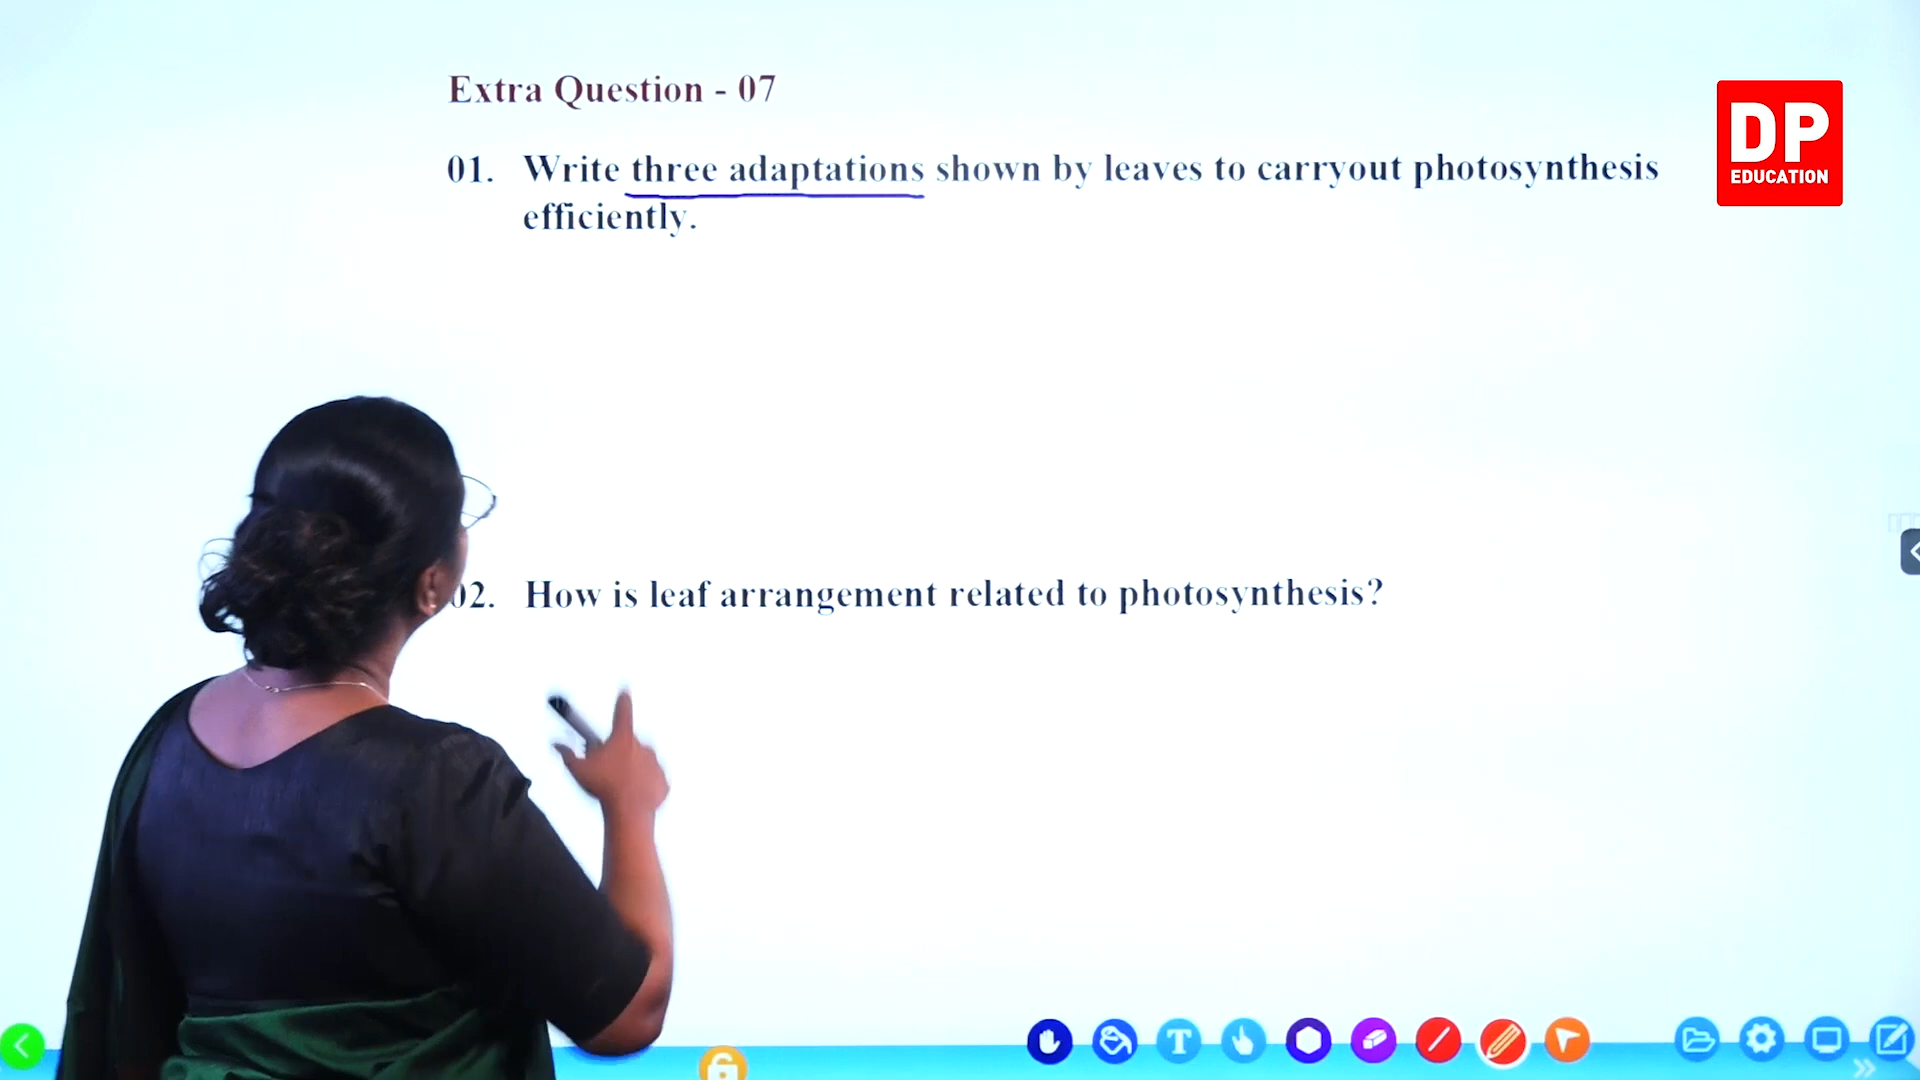 Extra Question - 07
DP
EDUCATION
01. Write three adaptations shown by leaves to carryout photosynthesis
efficiently.
02. How is leaf arrangement related to photosynthesis?
T